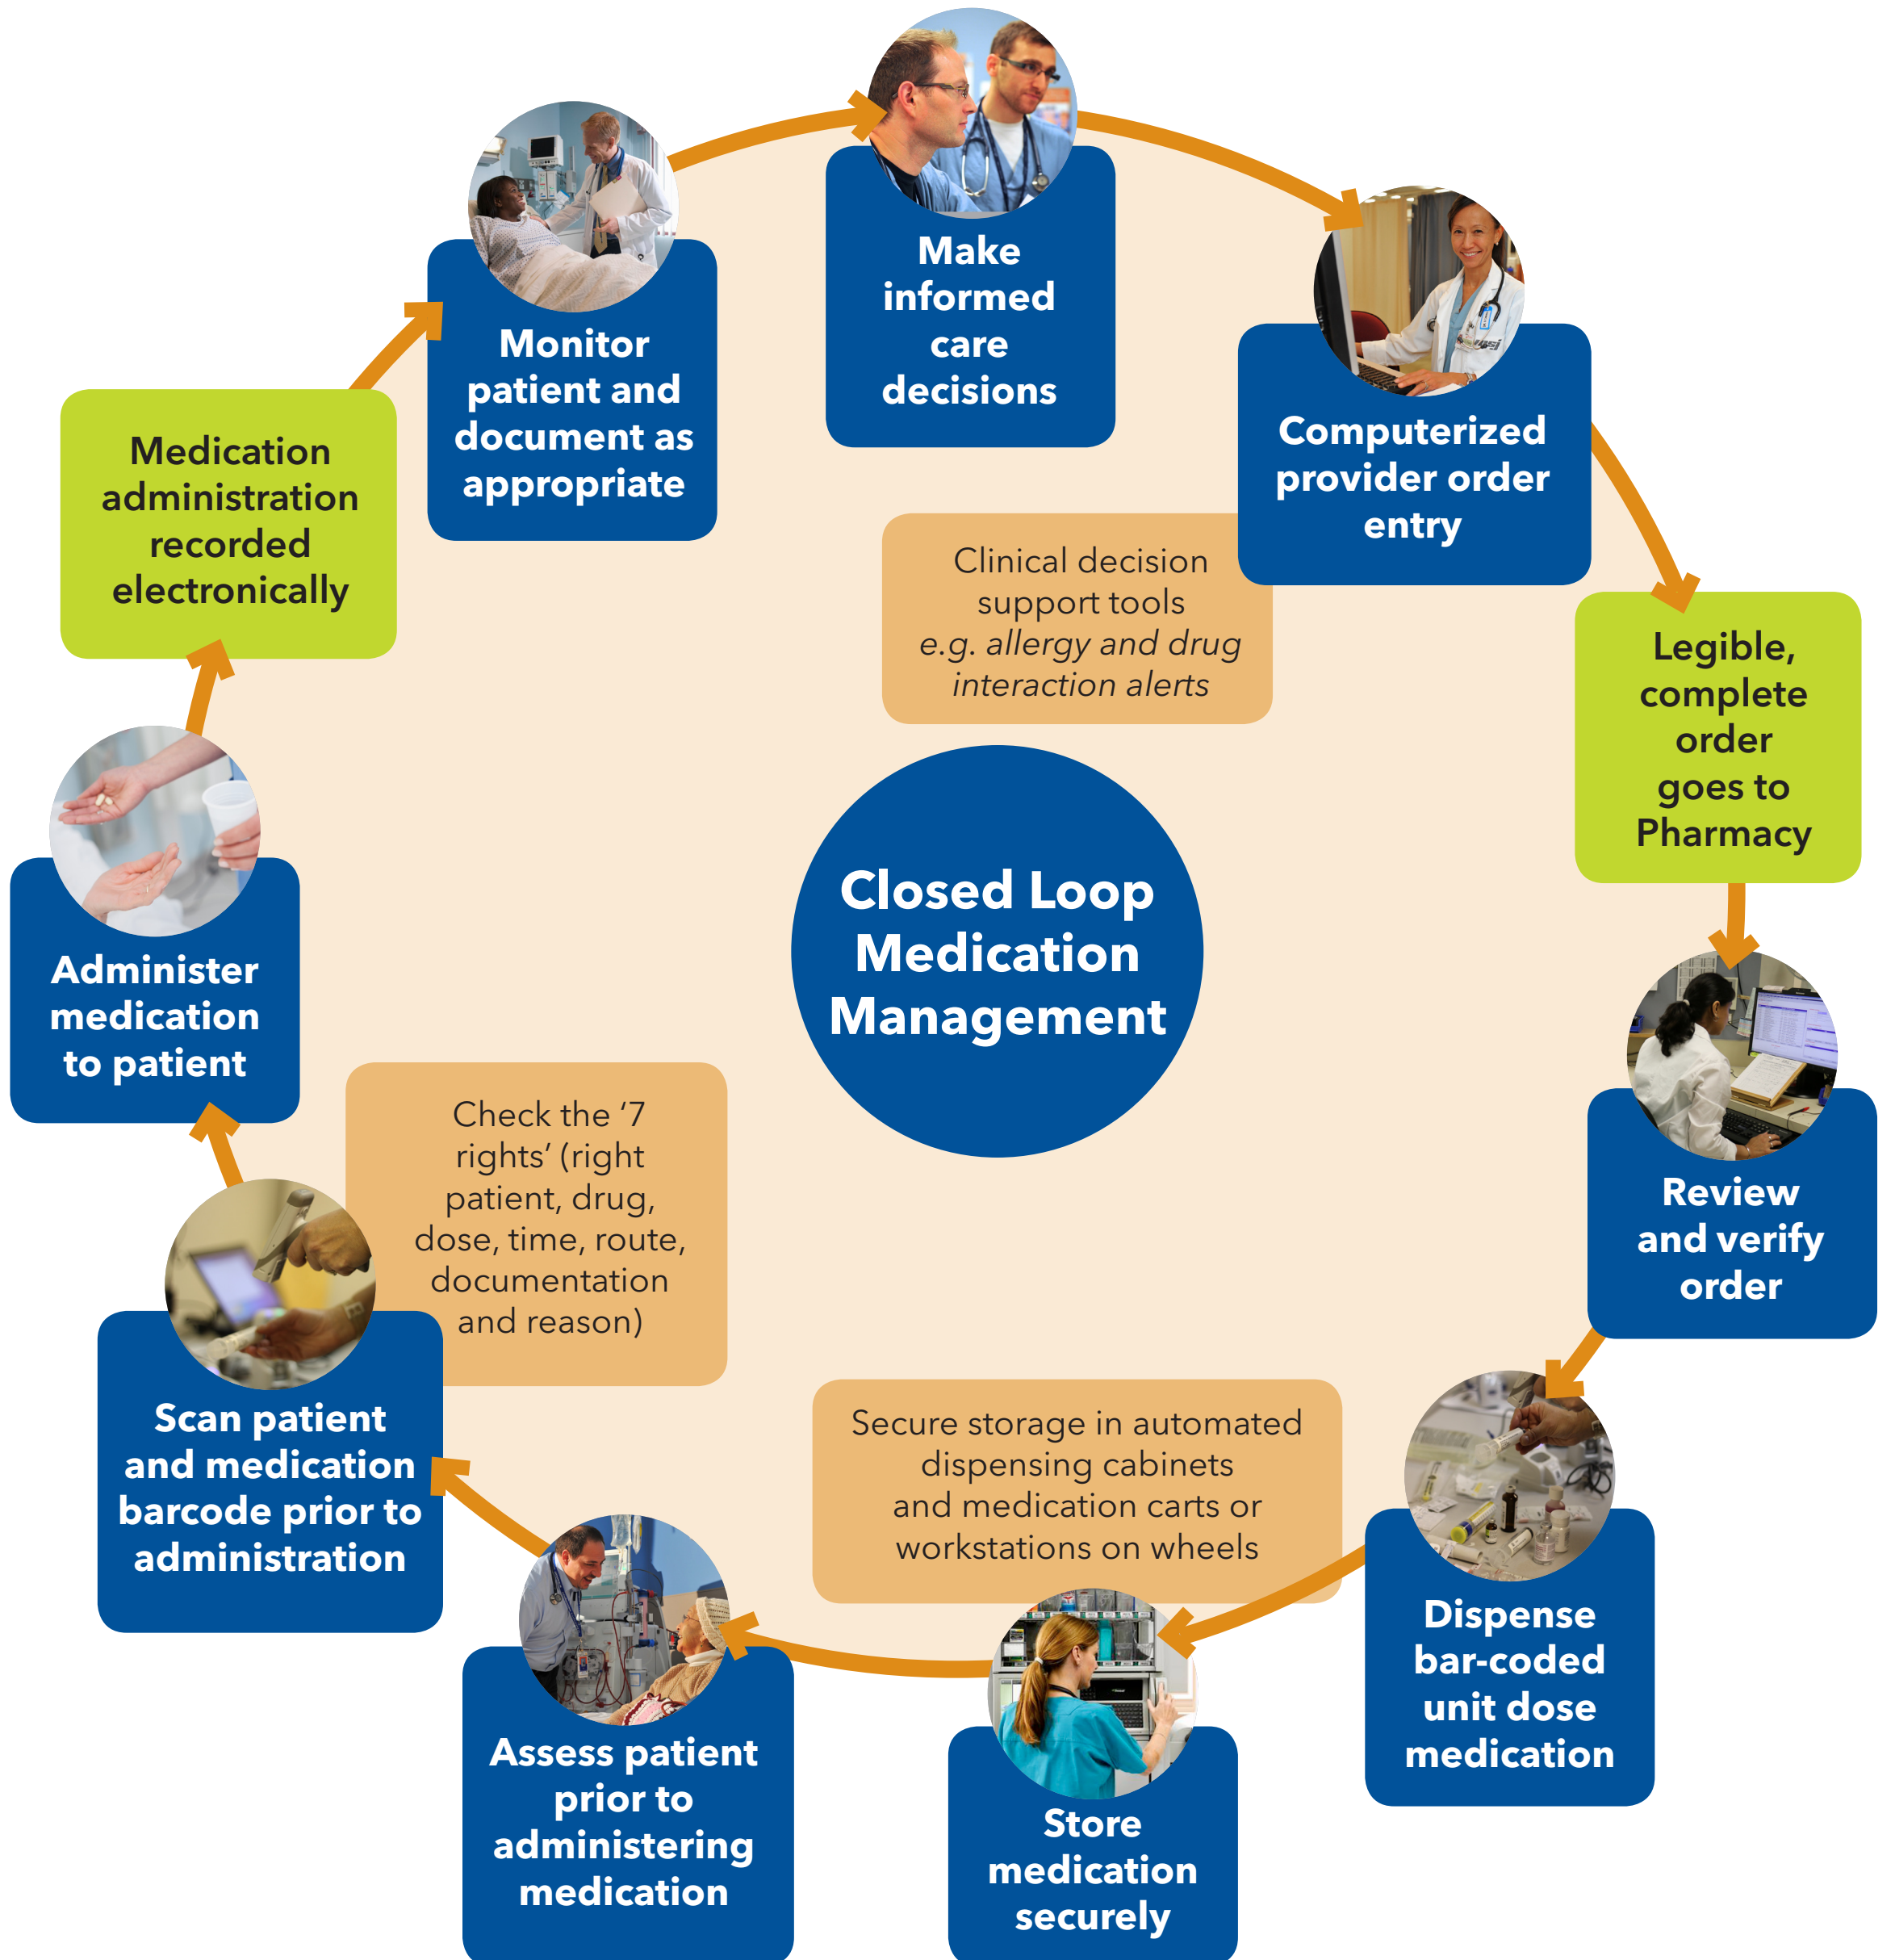 Make
informed
care
decisions
Computerized
provider order
entry
Clinical decision
support tools
e.g. allergy and drug
interaction alerts
Legible,
complete
order
goes to
Pharmacy
Review
and verify
order
Dispense
bar-coded
unit dose
medication
Secure storage in automated
dispensing cabinets
and medication carts or
workstations on wheels
Store
medication
securely
Assess patient
prior to
administering
medication
Scan patient
and medication
barcode prior to
administration
Check the ‘7
rights’ (right
patient, drug,
dose, time, route,
documentation
and reason)
Administer
medication
to patient
Medication
administration
recorded
electronically
Monitor
patient and
document as
appropriate
Closed Loop
Medication
Management